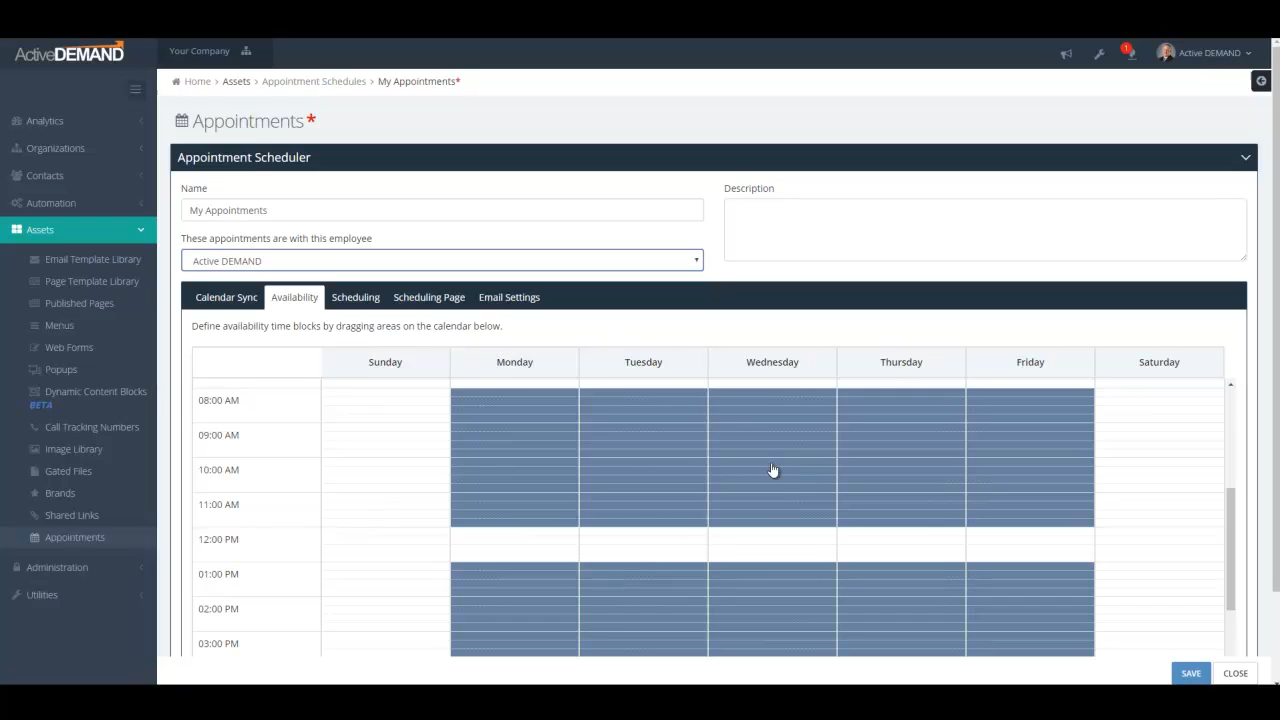 ActiveDEMAND
Your Company
1
Active DEMAND
Home > Assets > Appointment Schedules > My Appointments*
Analytics
Organizations
Contacts
Automation
Assets
Email Template Library
Page Template Library
Published Pages
Menus
Web Forms
Popups
Dynamic Content Blocks
BETA
Call Tracking Numbers
Image Library
Gated Files
Brands
Shared Links
Appointments
Administration
Utilities
Appointments*
Appointment Scheduler
Name
Description
My Appointments
These appointments are with this employee
Active DEMAND
Calendar Sync Availability Scheduling Scheduling Page Email Settings
Define availability time blocks by dragging areas on the calendar below.
Sunday Monday Tuesday Wednesday Thursday Friday Saturday
08:00 AM
09:00 AM
10:00 AM
11:00 AM
12:00 PM
01:00 PM
02:00 PM
03:00 PM
SAVE CLOSE